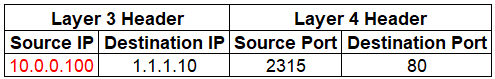 Layer 3 Header Layer 4 Header
Source IP Destination IP Source Port Destination Port
10.0.0.100 1.1.1.10 2315 80